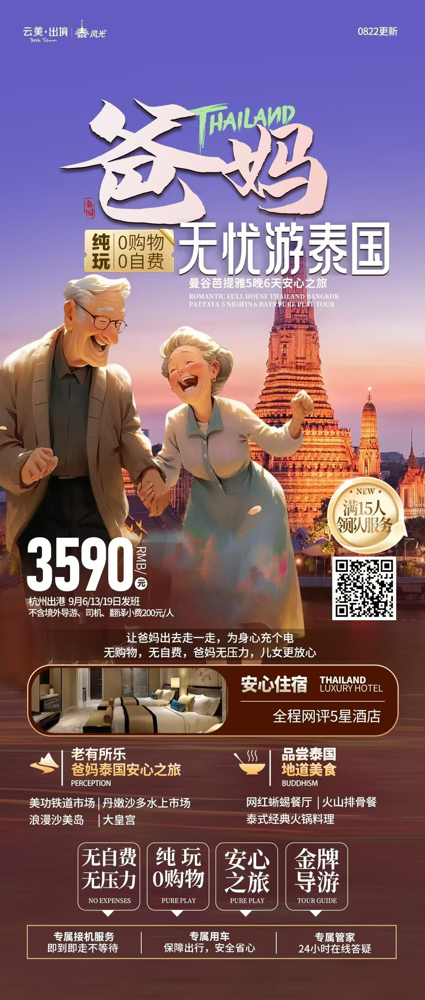 云美·出境
Best Tour
泰风光
0822更新
THAILAND
爸妈
泰国
纯玩
0购物
0自费
无忧游泰国
曼谷芭提雅5晚6天安心之旅
ROMANTIC FULL HOUSE THAILAND BANGKOK
PATTAYA 5 NIGHTS 6 DAYS PURE PLAY TOUR
NEW
满15人
领队服务
3590
RMB/元
杭州出港 9月6/13/19日发班
不含境外导游、司机、翻译小费200元/人
让爸妈出去走一走，为身心充个电
无购物，无自费，爸妈无压力，儿女更放心
安心住宿
THAILAND
LUXURY HOTEL
全程网评5星酒店
老有所乐
爸妈泰国安心之旅
PERCEPTION
美功铁道市场|丹嫩沙多水上市场
浪漫沙美岛 |大皇宫
品尝泰国
地道美食
BUDDHISM
网红蜥蜴餐厅 |火山排骨餐
泰式经典火锅料理
无自费
无压力
NO EXPENSES
纯 玩
0购物
PURE PLAY
安心
之旅
PURE PLAY
金牌
导游
TOUR GUIDE
专属接机服务
即到即走不等待
专属用车
保障出行，安全省心
专属管家
24小时在线答疑